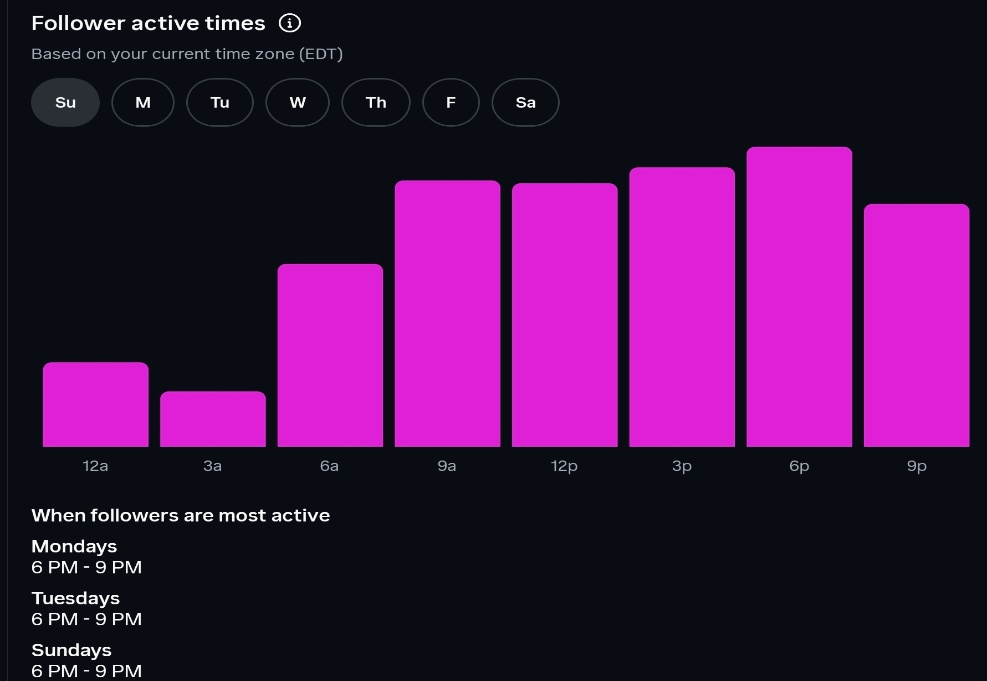 Follower active times
Based on your current time zone (EDT)
Su M Tu W Th F Sa
12a 3a 6a 9a 12p 3p 6p 9p
When followers are most active
Mondays
6 PM - 9 PM
Tuesdays
6 PM - 9 PM
Sundays
6 PM - 9 PM